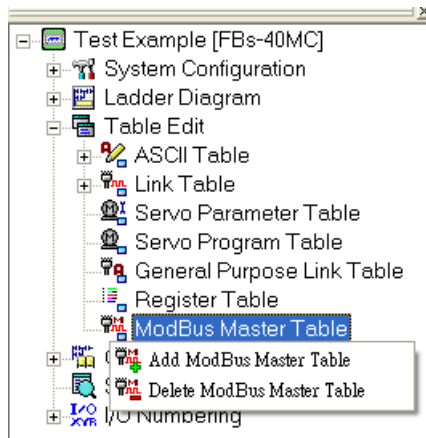 Test Example [FBs-40MC]
System Configuration
Ladder Diagram
Table Edit
ASCII Table
Link Table
Servo Parameter Table
Servo Program Table
General Purpose Link Table
Register Table
ModBus Master Table
Add ModBus Master Table
Delete ModBus Master Table
I/O Numbering